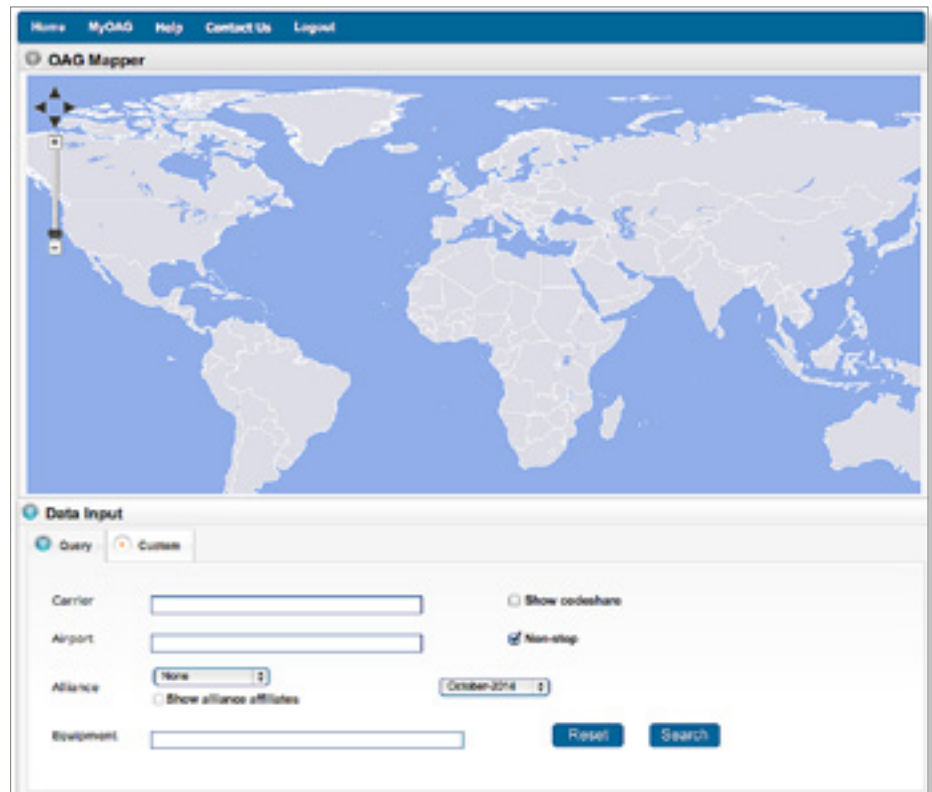 Home MyOAG Help Contact Us Logout
OAG Mapper
Data Input
Query Custom
Carrier Show codeshare
Airport Non-stop
Alliance None October-2014
Show alliance affiliates
Equipment
Reset Search